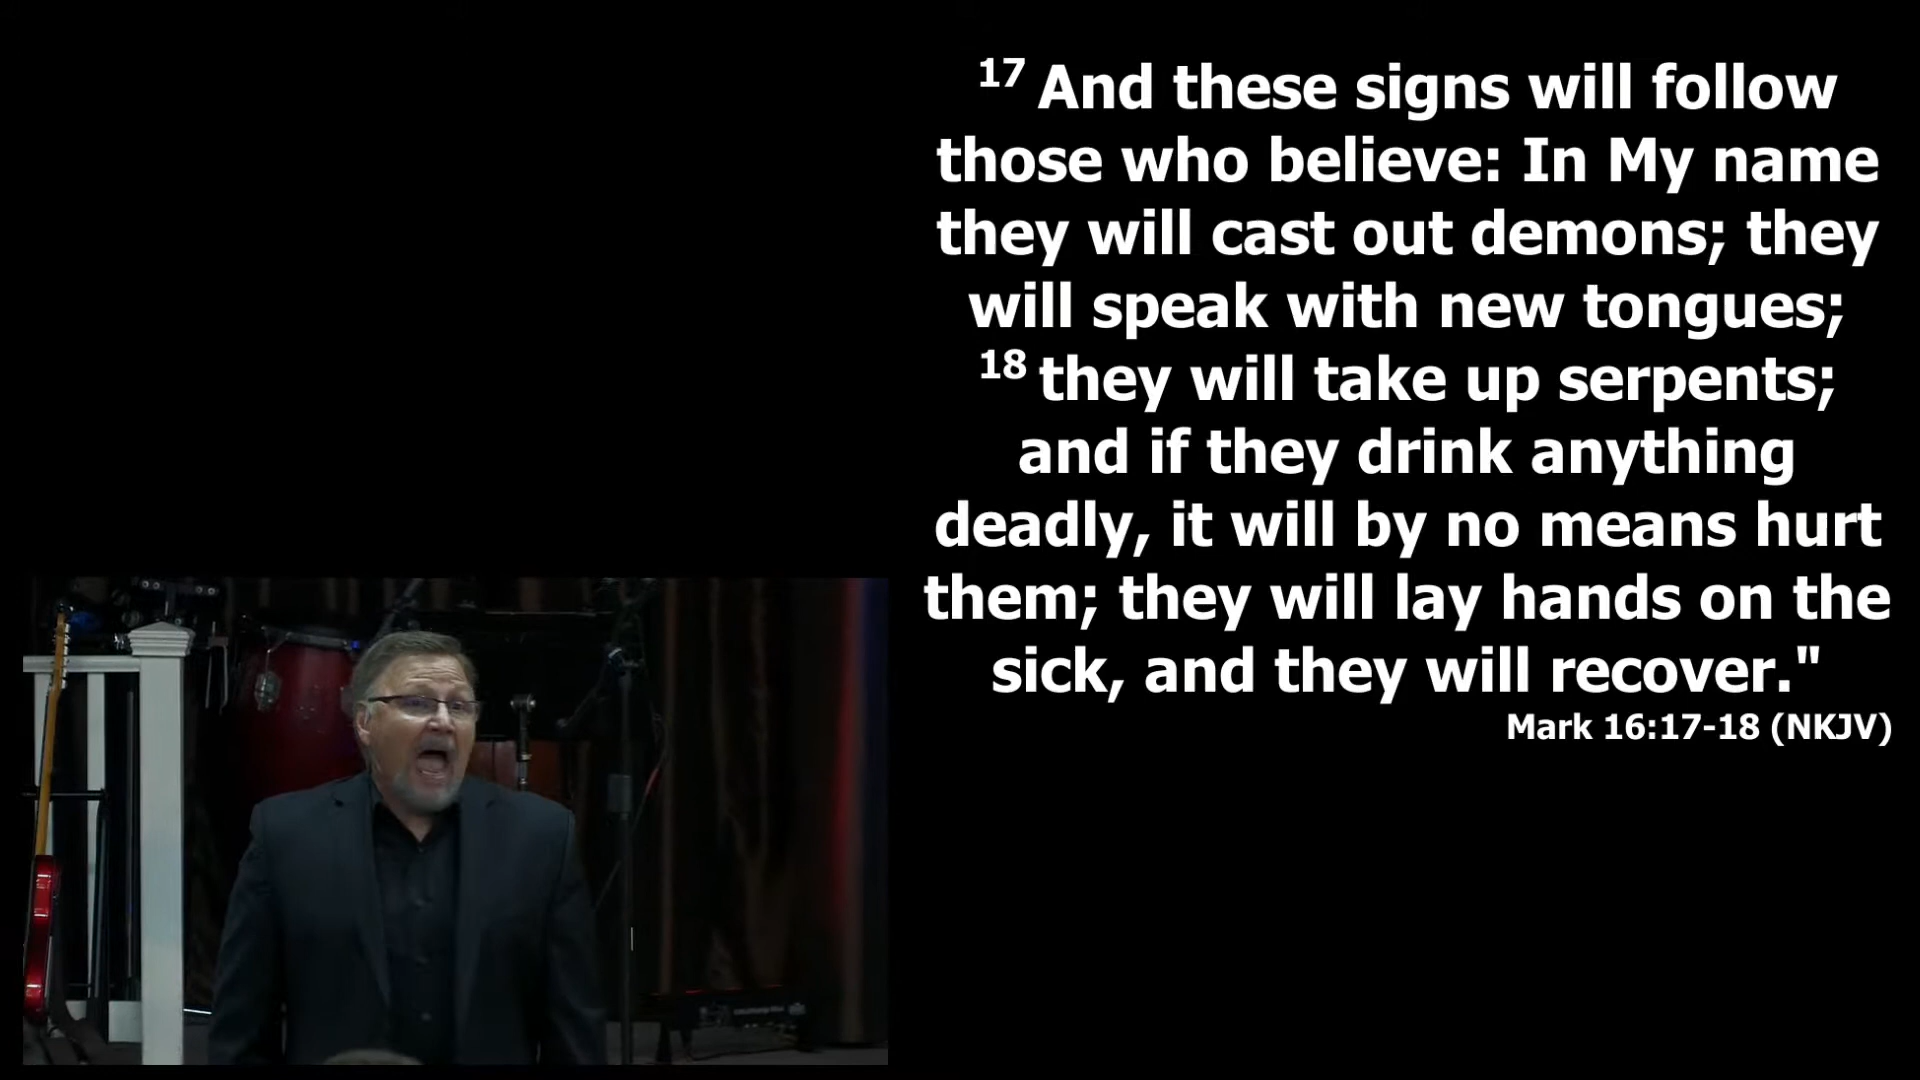 17 And these signs will follow
those who believe: In My name
they will cast out demons; they
will speak with new tongues;
18 they will take up serpents;
and if they drink anything
deadly, it will by no means hurt
them; they will lay hands on the
sick, and they will recover."
Mark 16:17-18 (NKJV)